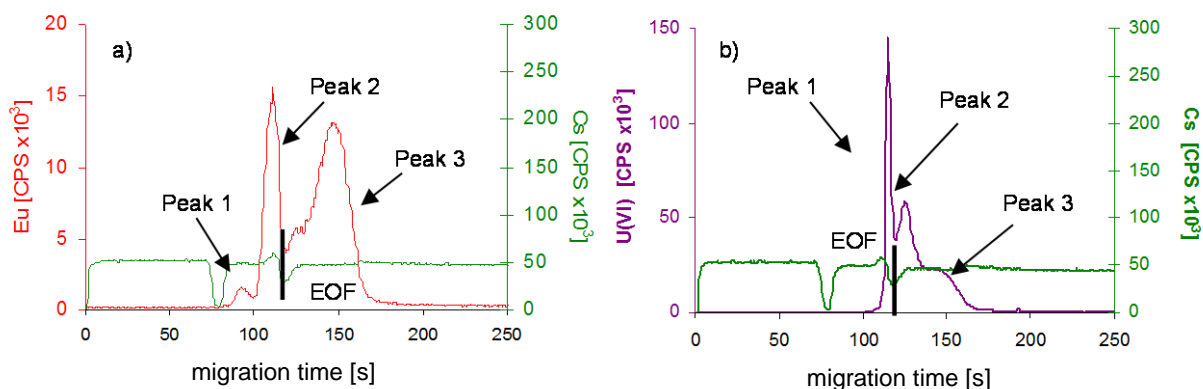 a)
Eu [CPS x10³]
20
15
10
5
0
Peak 1
Peak 2
Peak 3
EOF
300
250
200
150
100
50
0
Cs [CPS x10³]
0 50 100 150 200 250
migration time [s]
b)
U(VI) [CPS x10³]
150
100
50
0
Peak 1
Peak 2
Peak 3
EOF
300
250
200
150
100
50
0
Cs [CPS x10³]
0 50 100 150 200 250
migration time [s]